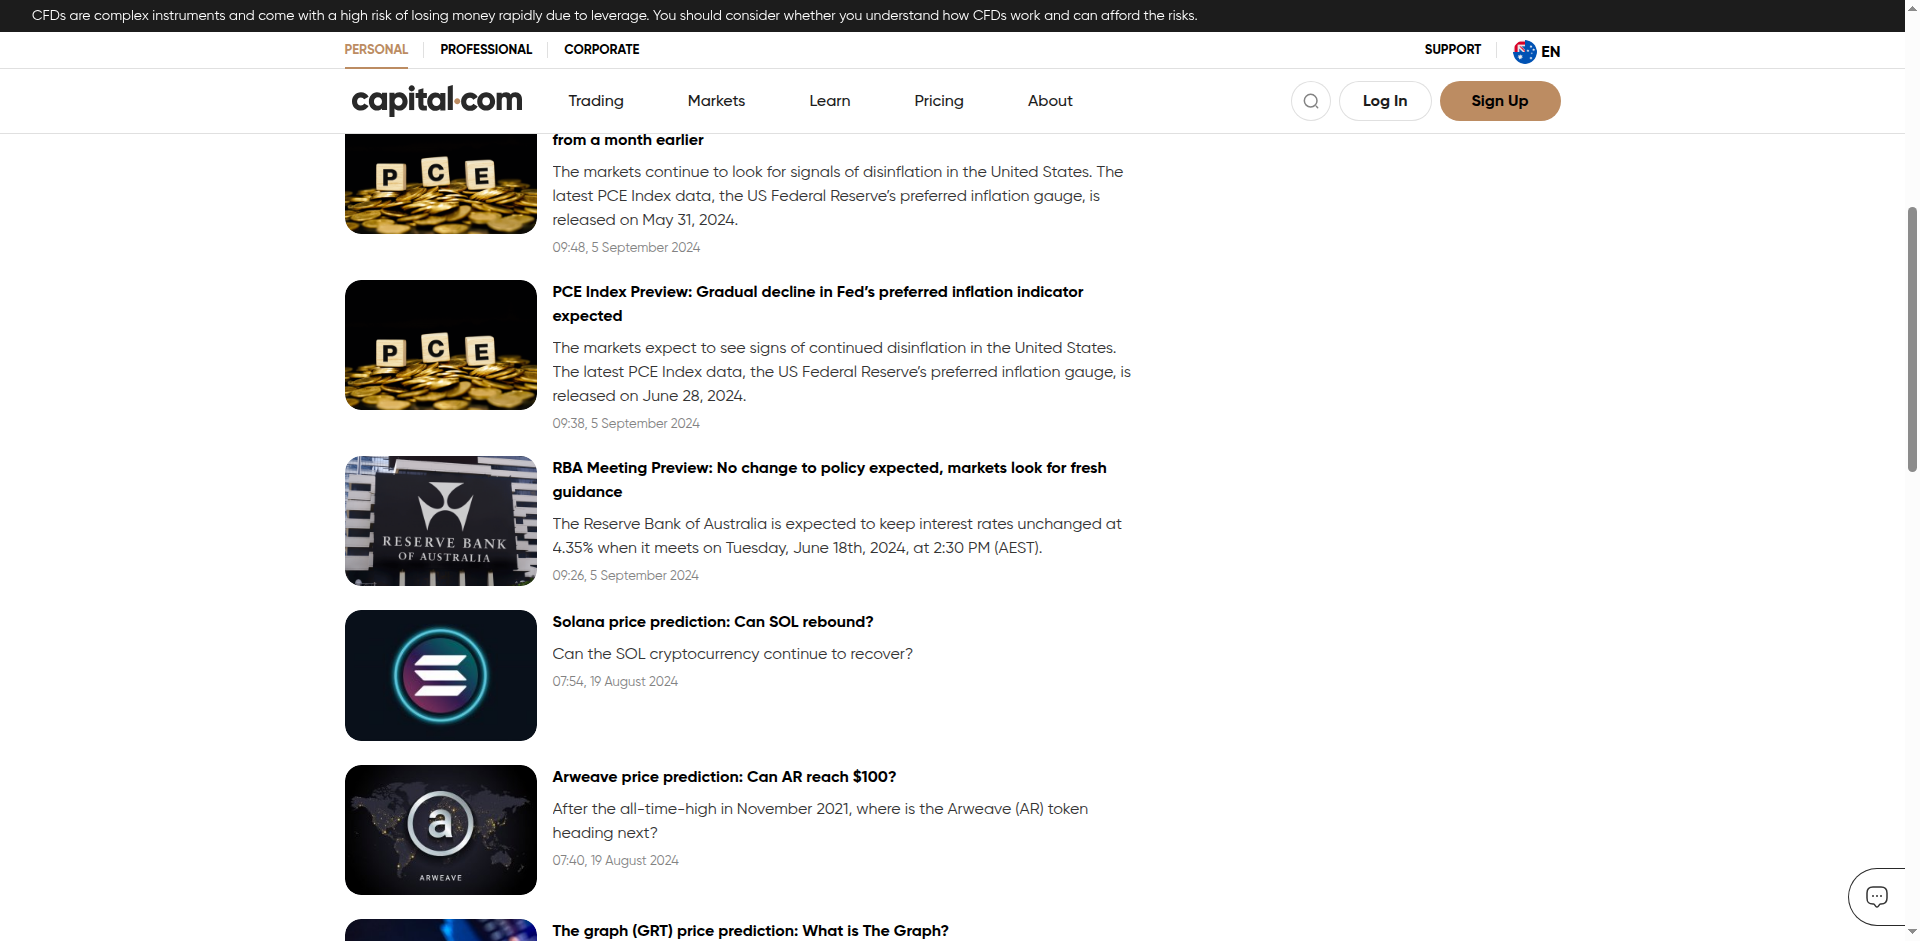 CFDs are complex instruments and come with a high risk of losing money rapidly due to leverage. You should consider whether you understand how CFDs work and can afford the risks.
PERSONAL
PROFESSIONAL
CORPORATE
SUPPORT
EN
capital.com
Trading
Markets
Learn
Pricing
About
Log In
Sign Up
from a month earlier
P C E
The markets continue to look for signals of disinflation in the United States. The
latest PCE Index data, the US Federal Reserve’s preferred inflation gauge, is
released on May 31, 2024.
09:48, 5 September 2024
PCE Index Preview: Gradual decline in Fed’s preferred inflation indicator
expected
P C E
The markets expect to see signs of continued disinflation in the United States.
The latest PCE Index data, the US Federal Reserve’s preferred inflation gauge, is
released on June 28, 2024.
09:38, 5 September 2024
RESERVE BANK
OF AUSTRALIA
RBA Meeting Preview: No change to policy expected, markets look for fresh
guidance
The Reserve Bank of Australia is expected to keep interest rates unchanged at
4.35% when it meets on Tuesday, June 18th, 2024, at 2:30 PM (AEST).
09:26, 5 September 2024
Solana price prediction: Can SOL rebound?
Can the SOL cryptocurrency continue to recover?
07:54, 19 August 2024
a
ARWEAVE
Arweave price prediction: Can AR reach $100?
After the all-time-high in November 2021, where is the Arweave (AR) token
heading next?
07:40, 19 August 2024
The graph (GRT) price prediction: What is The Graph?